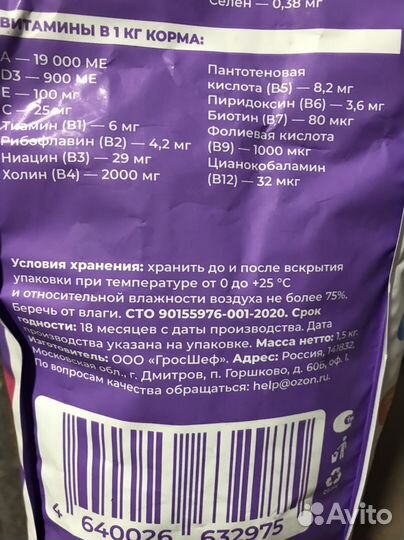 Селен — 0,38 мг
ВИТАМИНЫ В 1 КГ КОРМА:
А — 19 000 МЕ
D3 — 900 МЕ
Е — 100 мг
С — 25 мг
Тиамин (В1) — 6 мг
Рибофлавин (В2) — 4,2 мг
Ниацин (В3) — 29 мг
Холин (В4) — 2000 мг
Пантотеновая
кислота (В5) — 8,2 мг
Пиридоксин (В6) — 3,6 мг
Биотин (В7) — 80 мкг
Фолиевая кислота
(В9) — 1000 мкг
Цианокобаламин
(В12) — 32 мкг
Условия хранения: хранить до и после вскрытия
упаковки при температуре от 0 до +25 °С
и относительной влажности воздуха не более 75%.
Беречь от влаги. СТО 90155976-001-2020. Срок
годности: 18 месяцев с даты производства. Дата
производства указана на упаковке. Масса нетто: 1,5 кг.
Изготовитель: ООО «ГросШеф». Адрес: Россия, 141832,
Московская обл., г. Дмитров, п. Горшково, д. 60Б, оф. 1.
По вопросам качества обращаться: help@ozon.ru
4 640026 632975
Avito